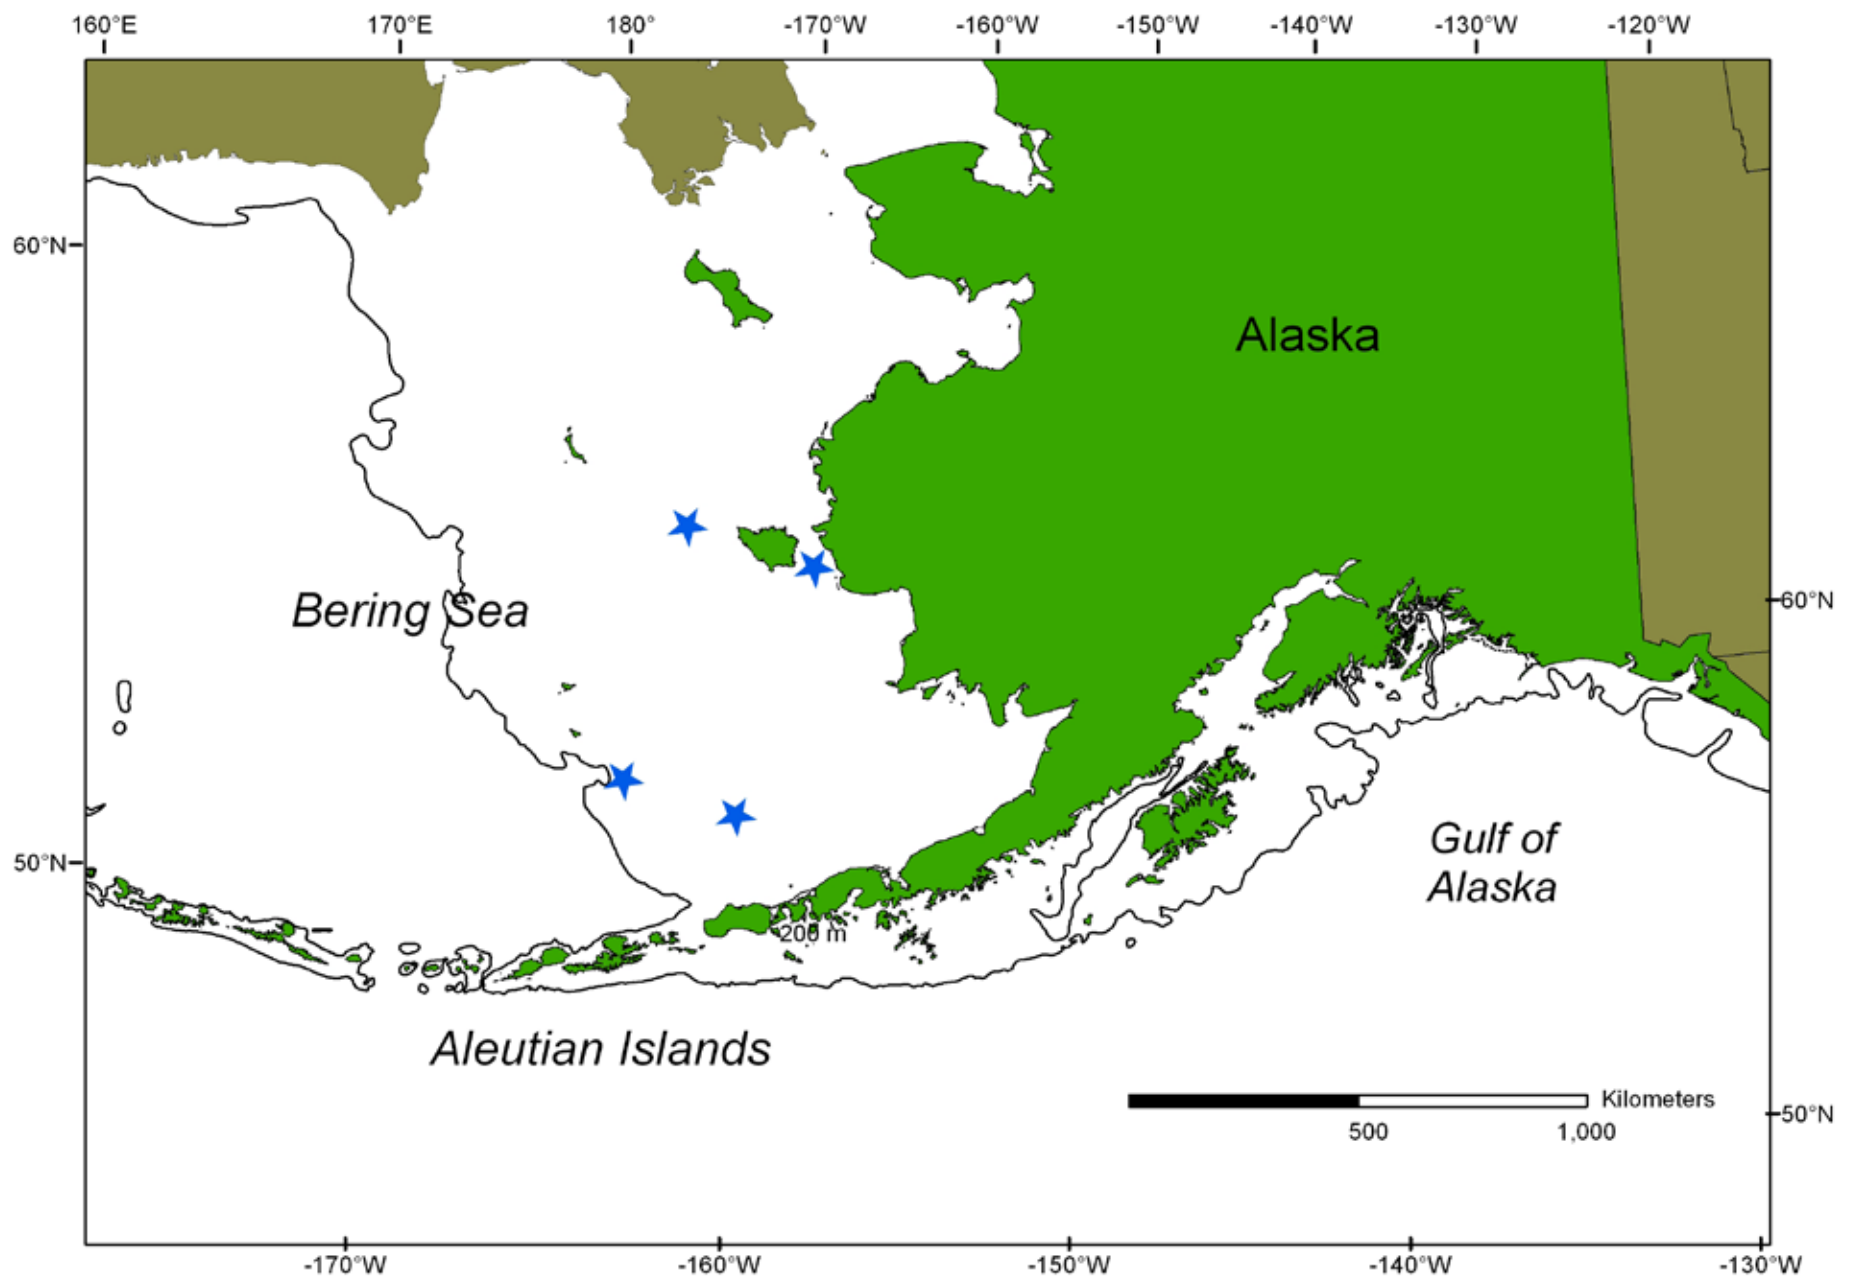 160°E 170°E 180° -170°W -160°W -150°W -140°W -130°W -120°W
60°N
Alaska
Bering Sea
60°N
Gulf of
Alaska
50°N
200 m
Aleutian Islands
Kilometers
50°N
500 1,000
-170°W -160°W -150°W -140°W -130°W